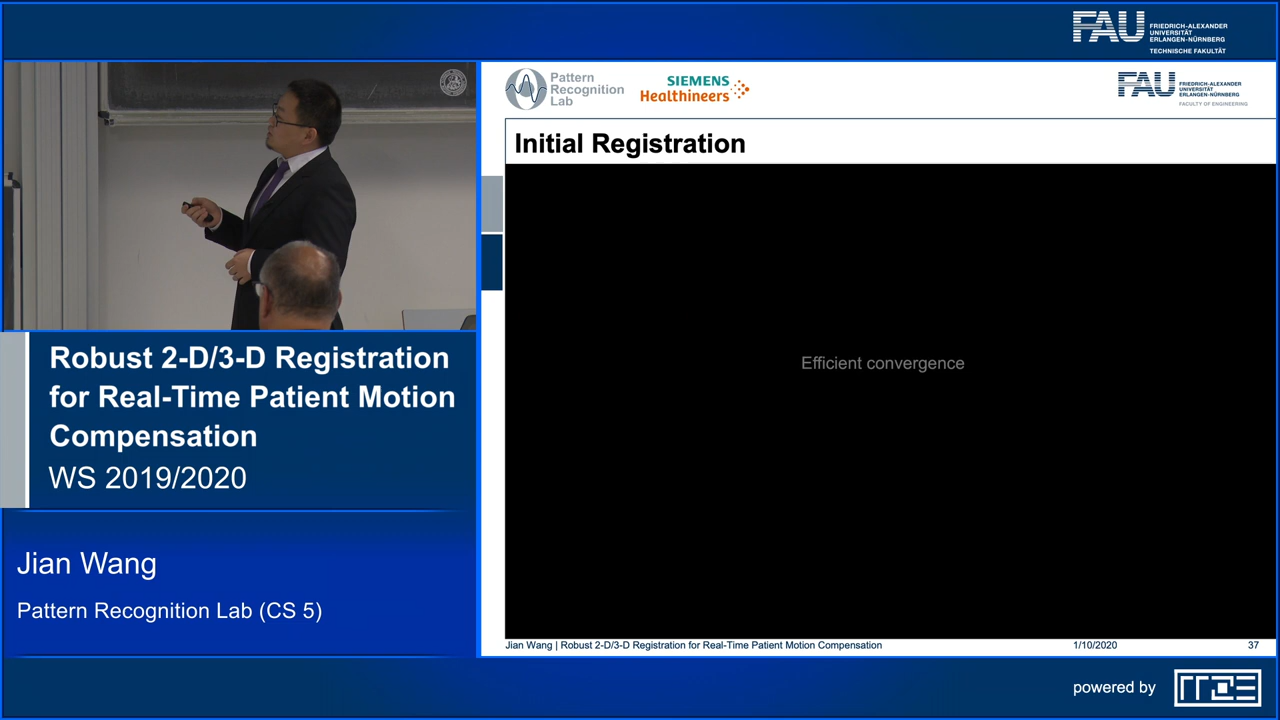 FAU
FRIEDRICH-ALEXANDER
UNIVERSITÄT
ERLANGEN-NÜRNBERG
TECHNISCHE FAKULTÄT
Pattern
Recognition
Lab
SIEMENS
Healthineers
FAU
FRIEDRICH-ALEXANDER
UNIVERSITÄT
ERLANGEN-NÜRNBERG
FACULTY OF ENGINEERING
Initial Registration
Efficient convergence
Robust 2-D/3-D Registration
for Real-Time Patient Motion
Compensation
WS 2019/2020
Jian Wang
Pattern Recognition Lab (CS 5)
Jian Wang | Robust 2-D/3-D Registration for Real-Time Patient Motion Compensation
1/10/2020
37
powered by
rrze